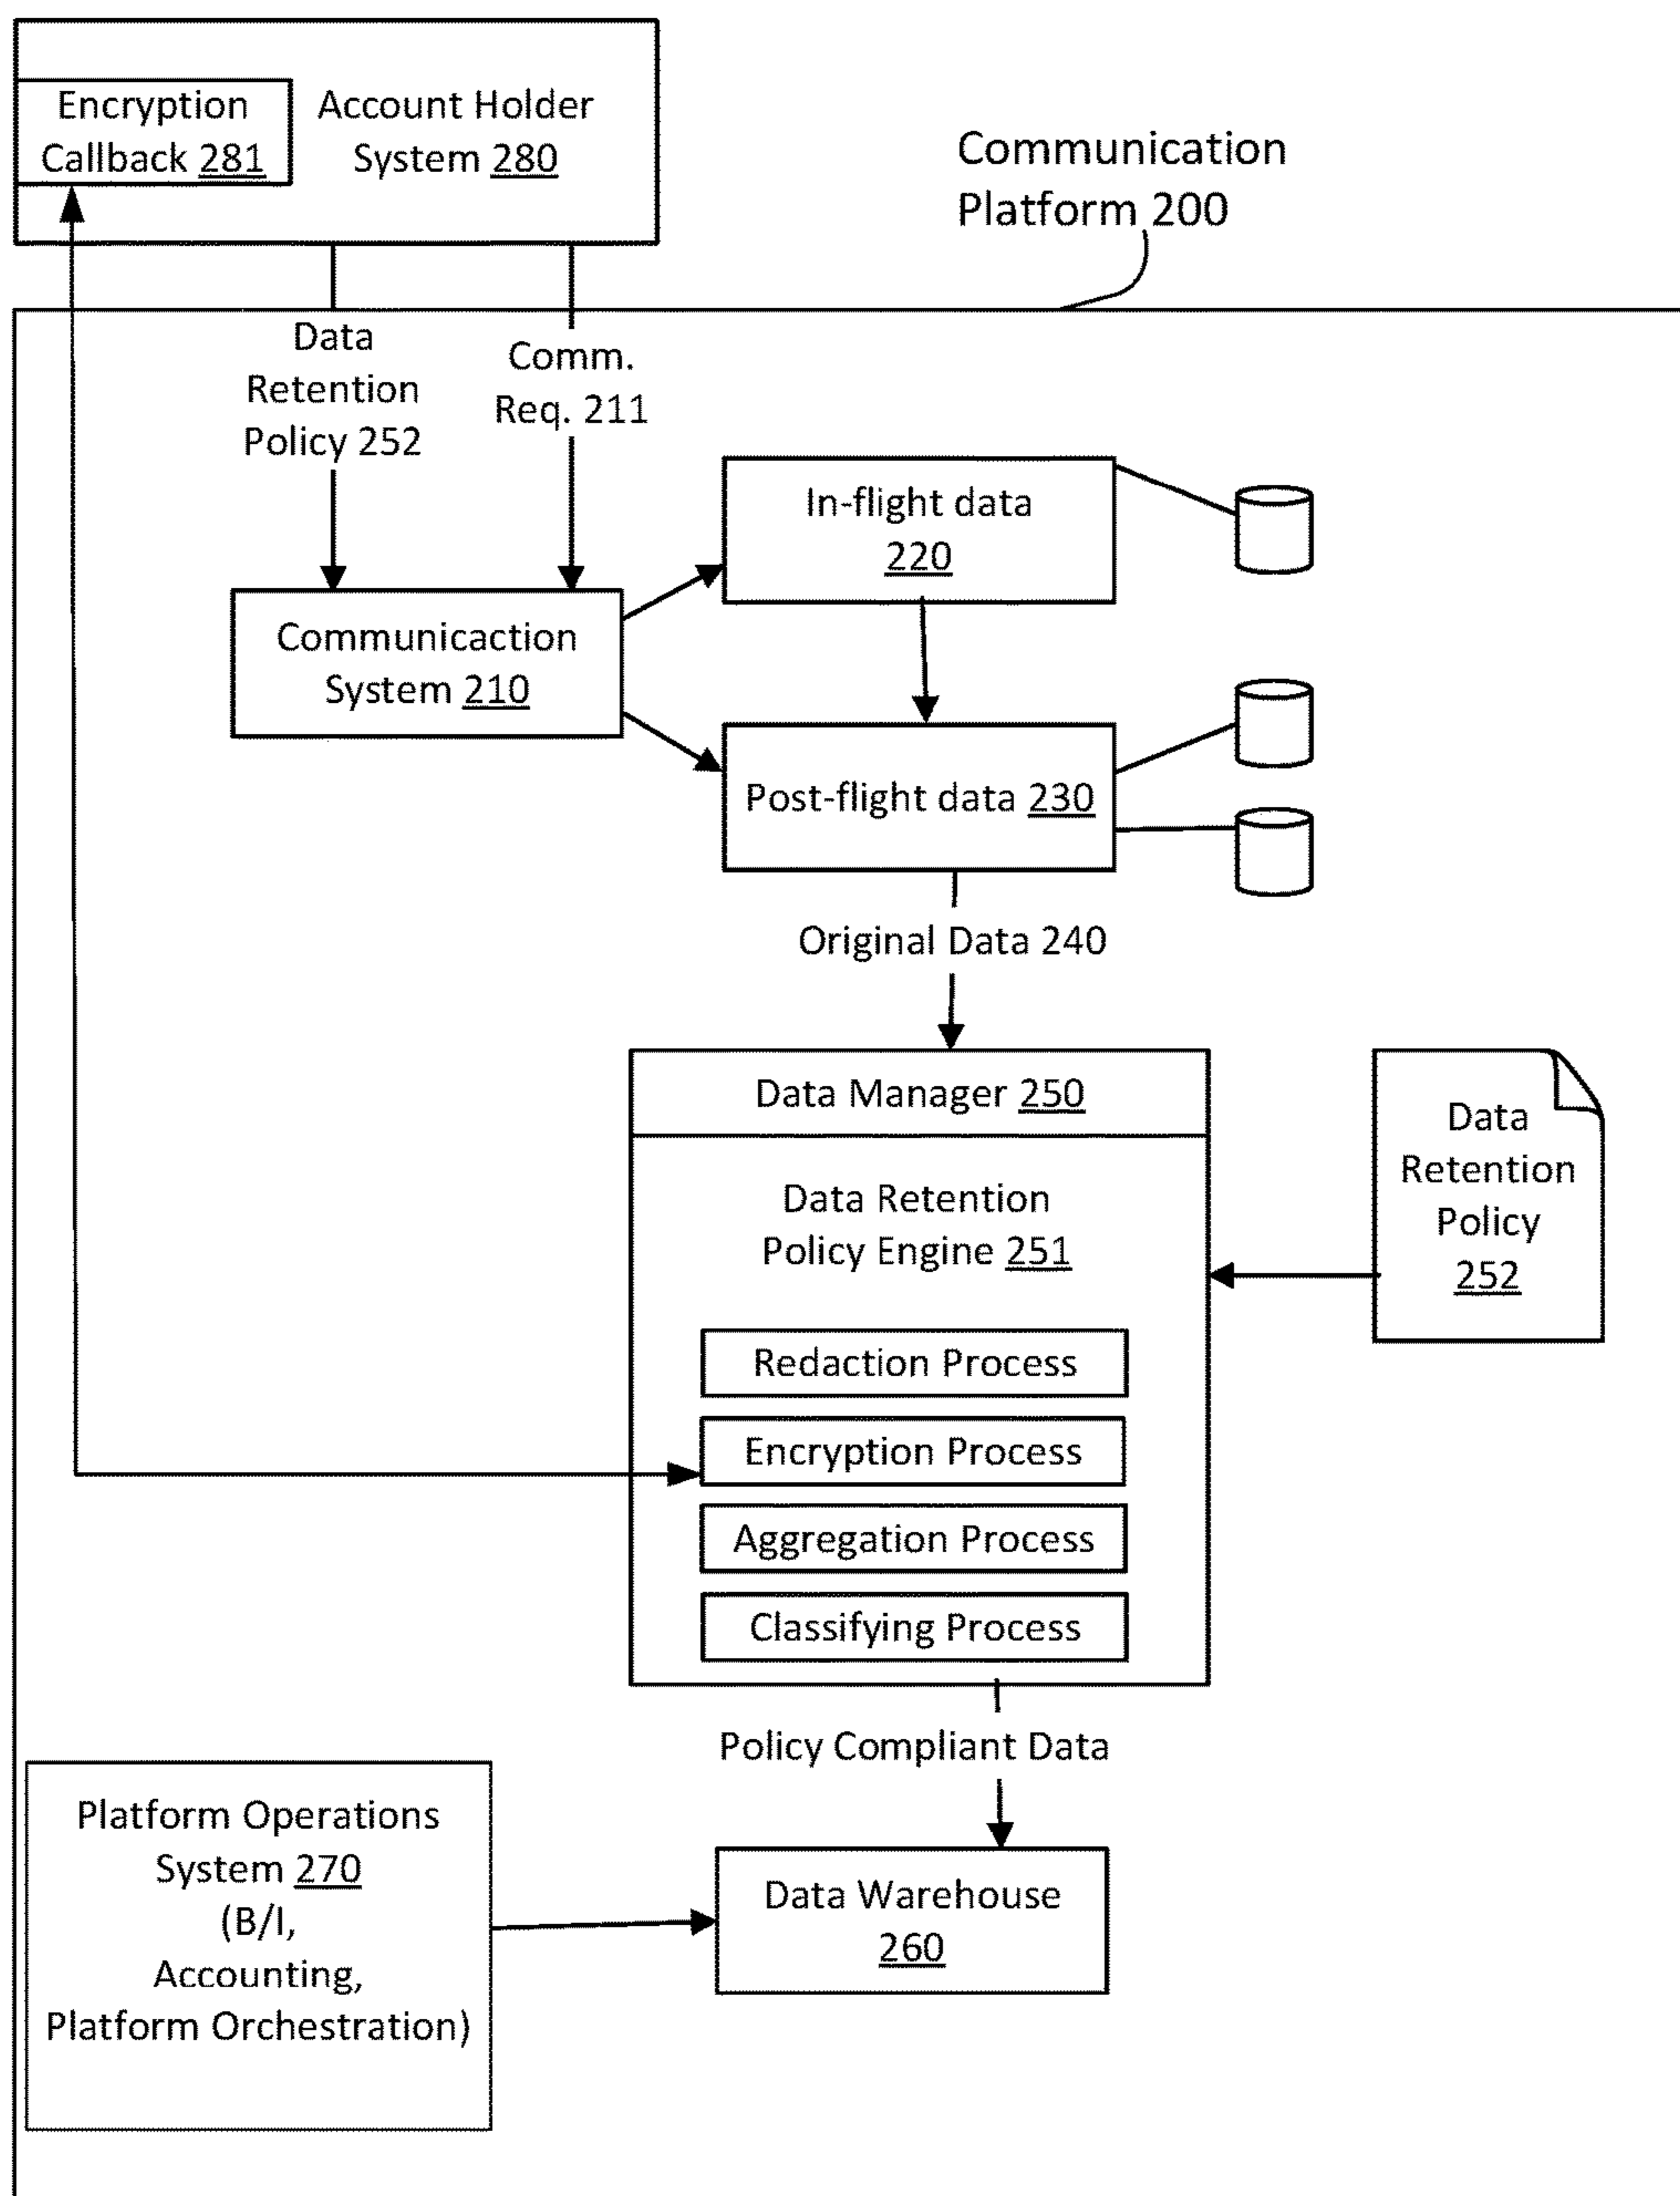 Encryption
Callback 281
Account Holder
System 280
Communication
Platform 200
Data
Retention
Policy 252
Comm.
Req. 211
In-flight data
220
Communicaction
System 210
Post-flight data 230
Original Data 240
Data Manager 250
Data Retention
Policy Engine 251
Data
Retention
Policy
252
Redaction Process
Encryption Process
Aggregation Process
Classifying Process
Policy Compliant Data
Platform Operations
System 270
(B/I,
Accounting,
Platform Orchestration)
Data Warehouse
260